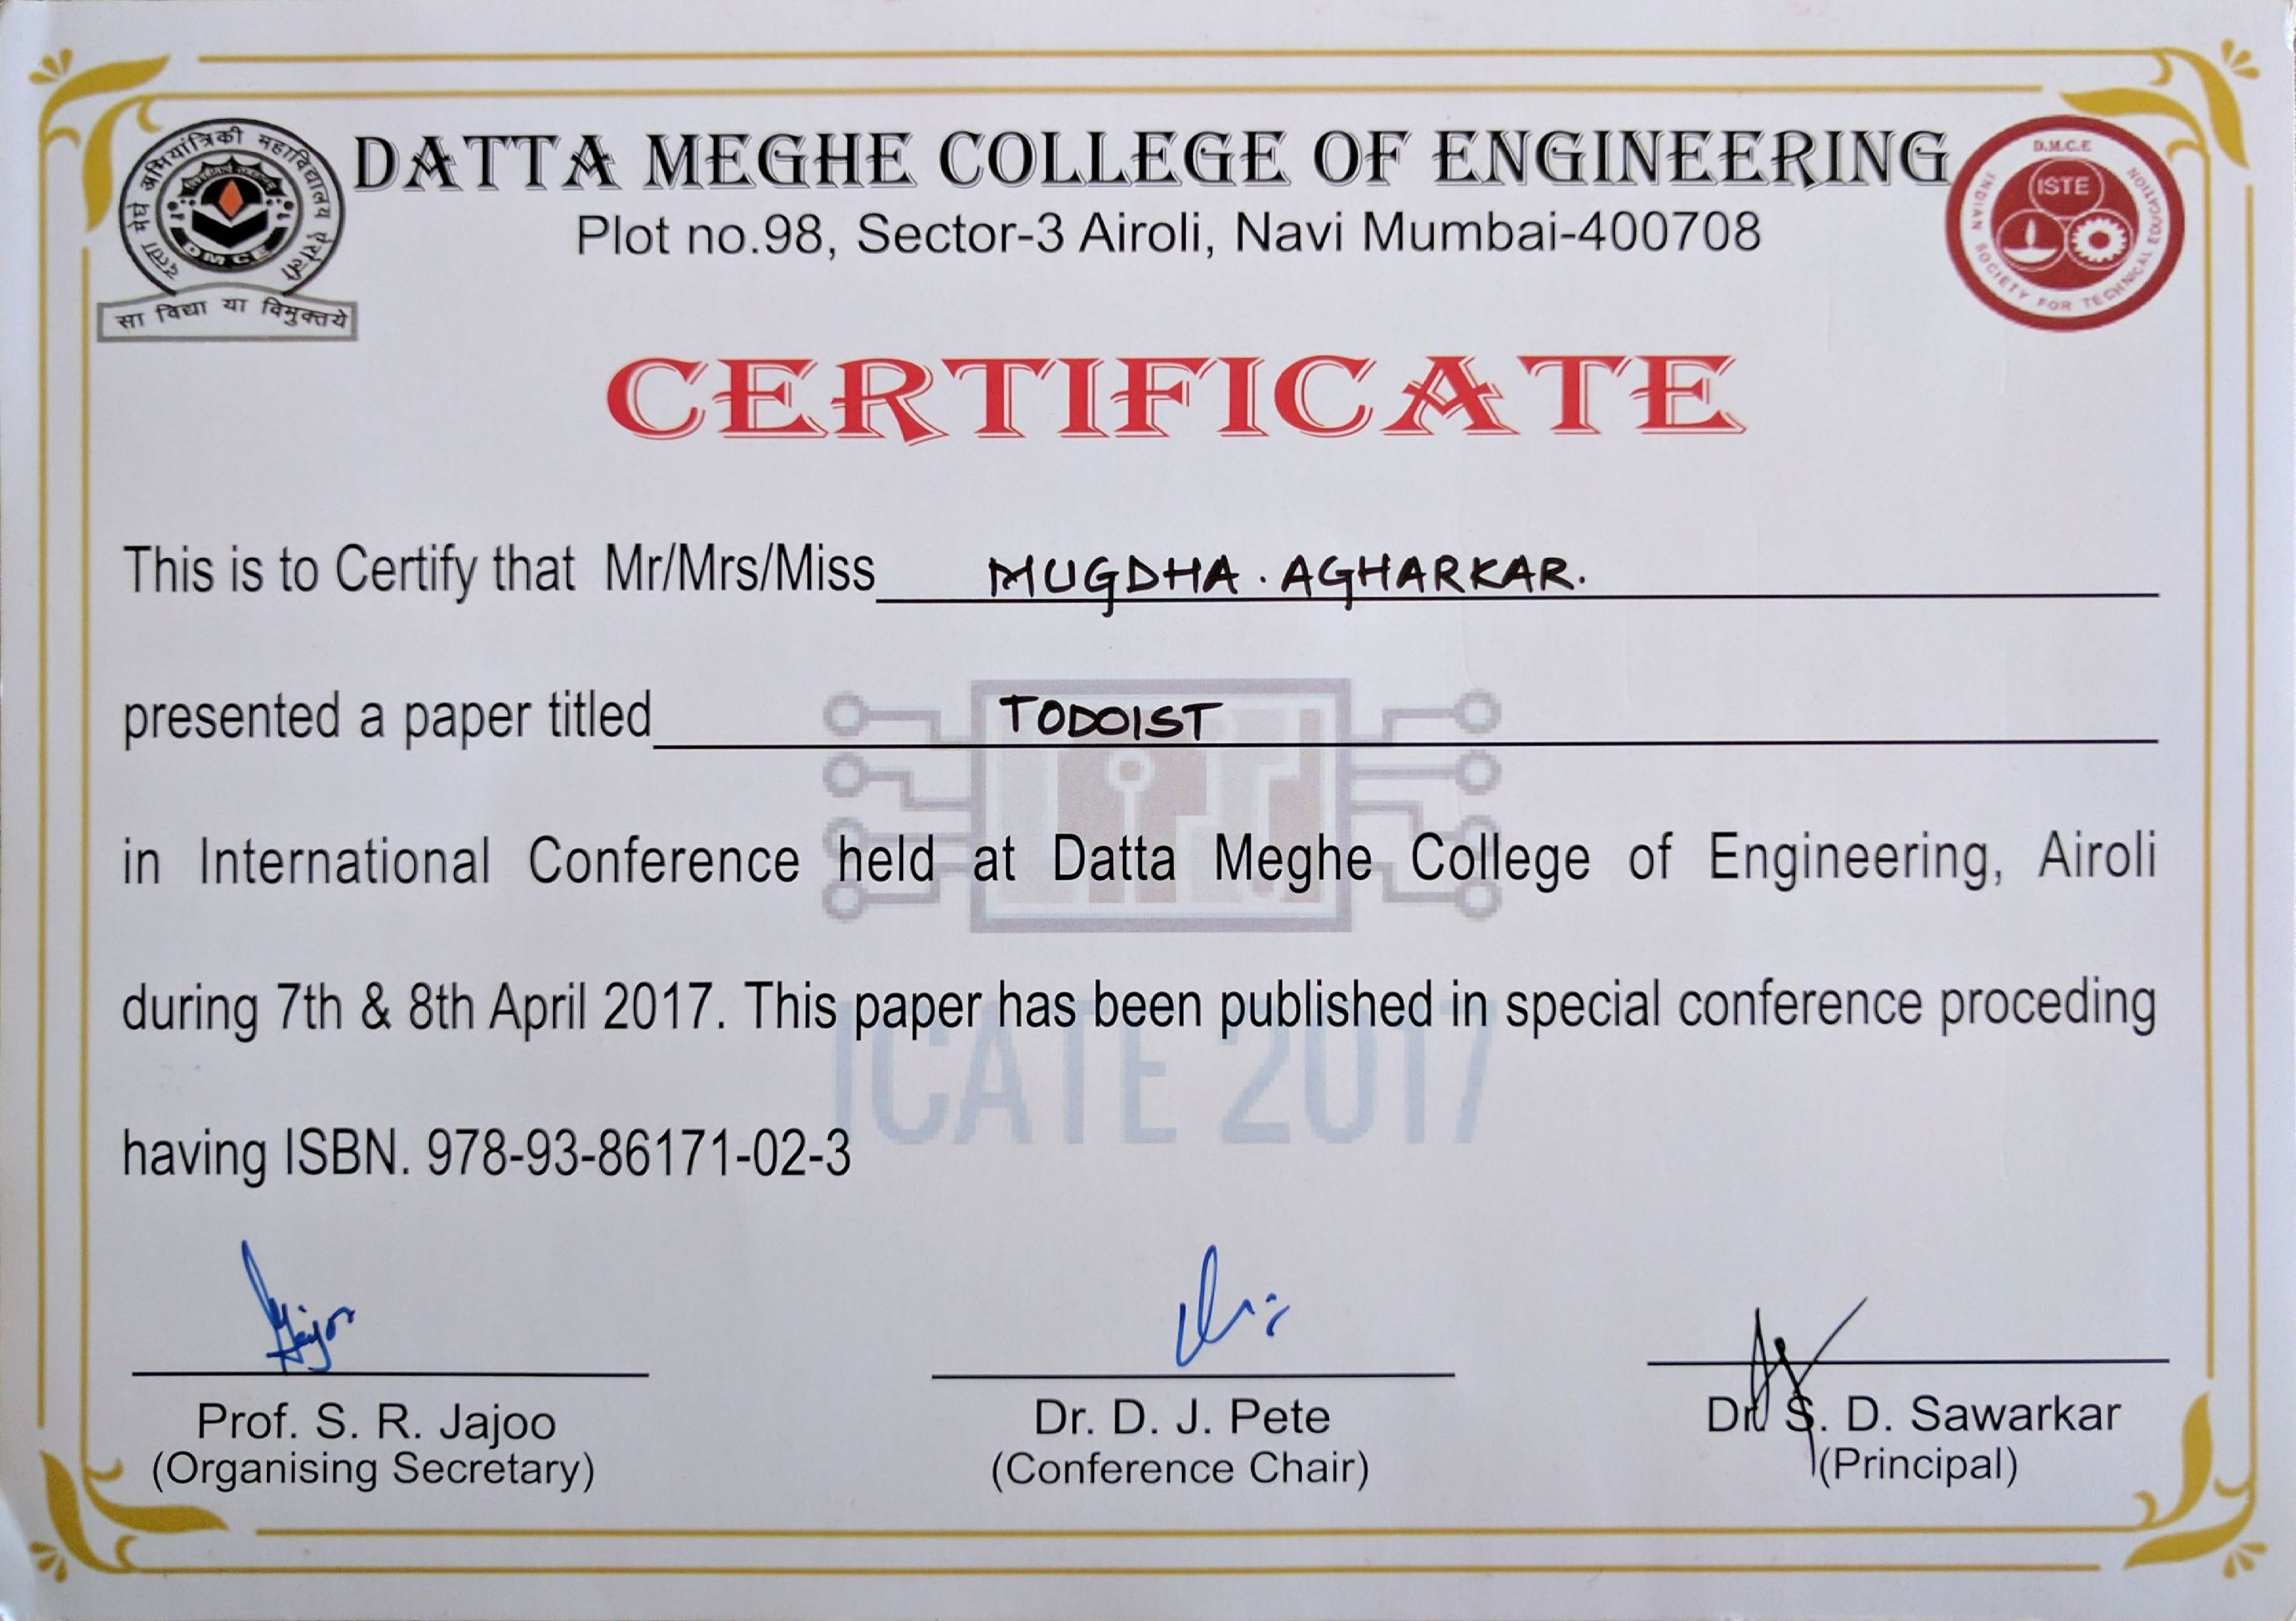 दत्ता मेघे अभियांत्रिकी महाविद्यालय ऐरोली
DMCE
सा विद्या या विमुक्तये
DATTA MEGHE COLLEGE OF ENGINEERING
Plot no.98, Sector-3 Airoli, Navi Mumbai-400708
D.M.C.E
ISTE
INDIAN SOCIETY FOR TECHNICAL EDUCATION
CERTIFICATE
This is to Certify that Mr/Mrs/Miss MUGDHA. AGHARKAR.
presented a paper titled TODOIST
in International Conference held at Datta Meghe College of Engineering, Airoli
during 7th & 8th April 2017. This paper has been published in special conference proceding
ICATE 2017
having ISBN. 978-93-86171-02-3
Prof. S. R. Jajoo
(Organising Secretary)
Dr. D. J. Pete
(Conference Chair)
Dr. S. D. Sawarkar
(Principal)